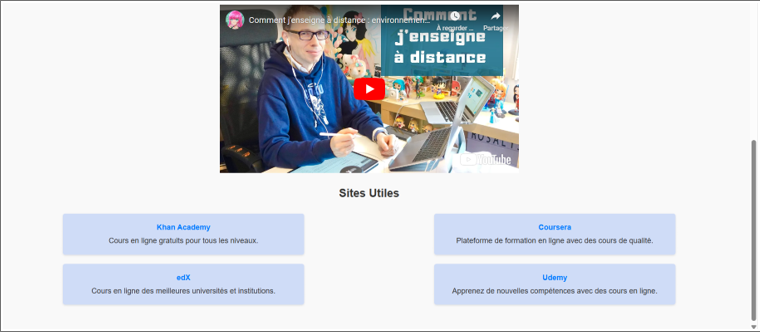 Comment j'enseigne à distance : environnemen...
À regarder ...
Partag
Comment
j'enseigne
à distance
YouTube
Sites Utiles
Khan Academy
Cours en ligne gratuits pour tous les niveaux.
Coursera
Plateforme de formation en ligne avec des cours de qualité.
edX
Cours en ligne des meilleures universités et institutions.
Udemy
Apprenez de nouvelles compétences avec des cours en ligne.